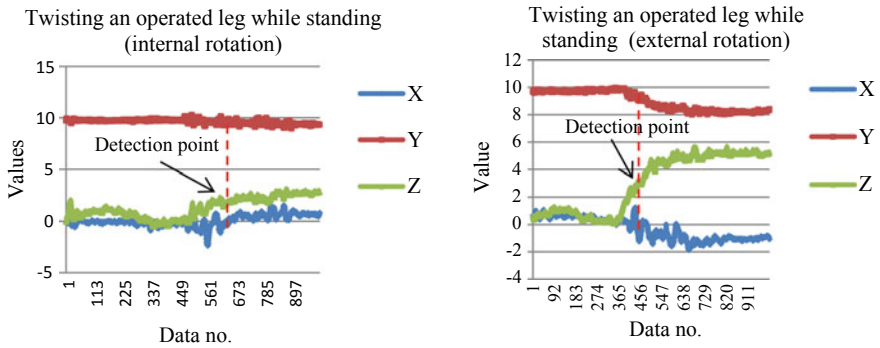 Twisting an operated leg while standing
(internal rotation)
15
10
5
0
-5
Values
Detection point
1
113
225
337
449
561
673
785
897
Data no.
X
Y
Z
Twisting an operated leg while
standing (external rotation)
12
10
8
6
4
2
0
-2
-4
Value
Detection point
1
92
183
274
365
456
547
638
729
820
911
Data no.
X
Y
Z